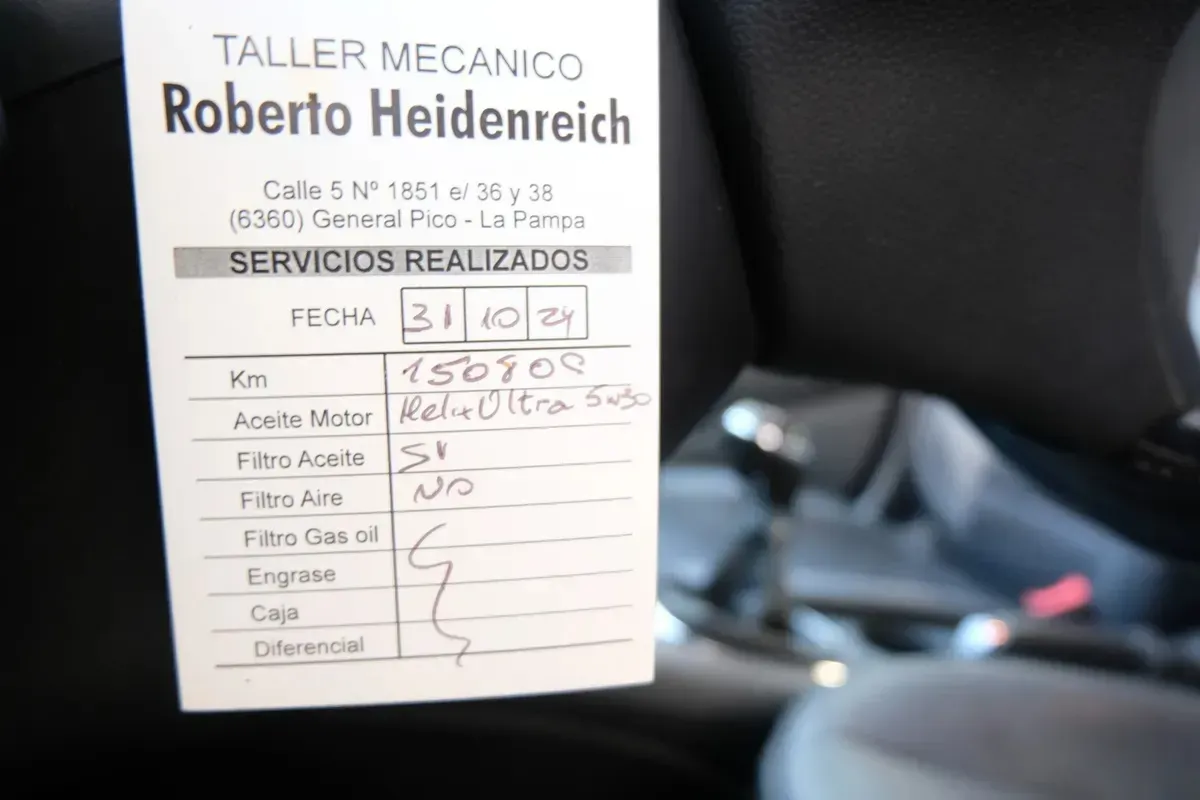 TALLER MECANICO
Roberto Heidenreich
Calle 5 Nº 1851 e/ 36 y 38
(6360) General Pico - La Pampa
SERVICIOS REALIZADOS
FECHA 31 10 24
Km
Aceite Motor Helix Ultra 5w30
Filtro Aceite SI
Filtro Aire NO
Filtro Gas oil
Engrase
Caja
Diferencial